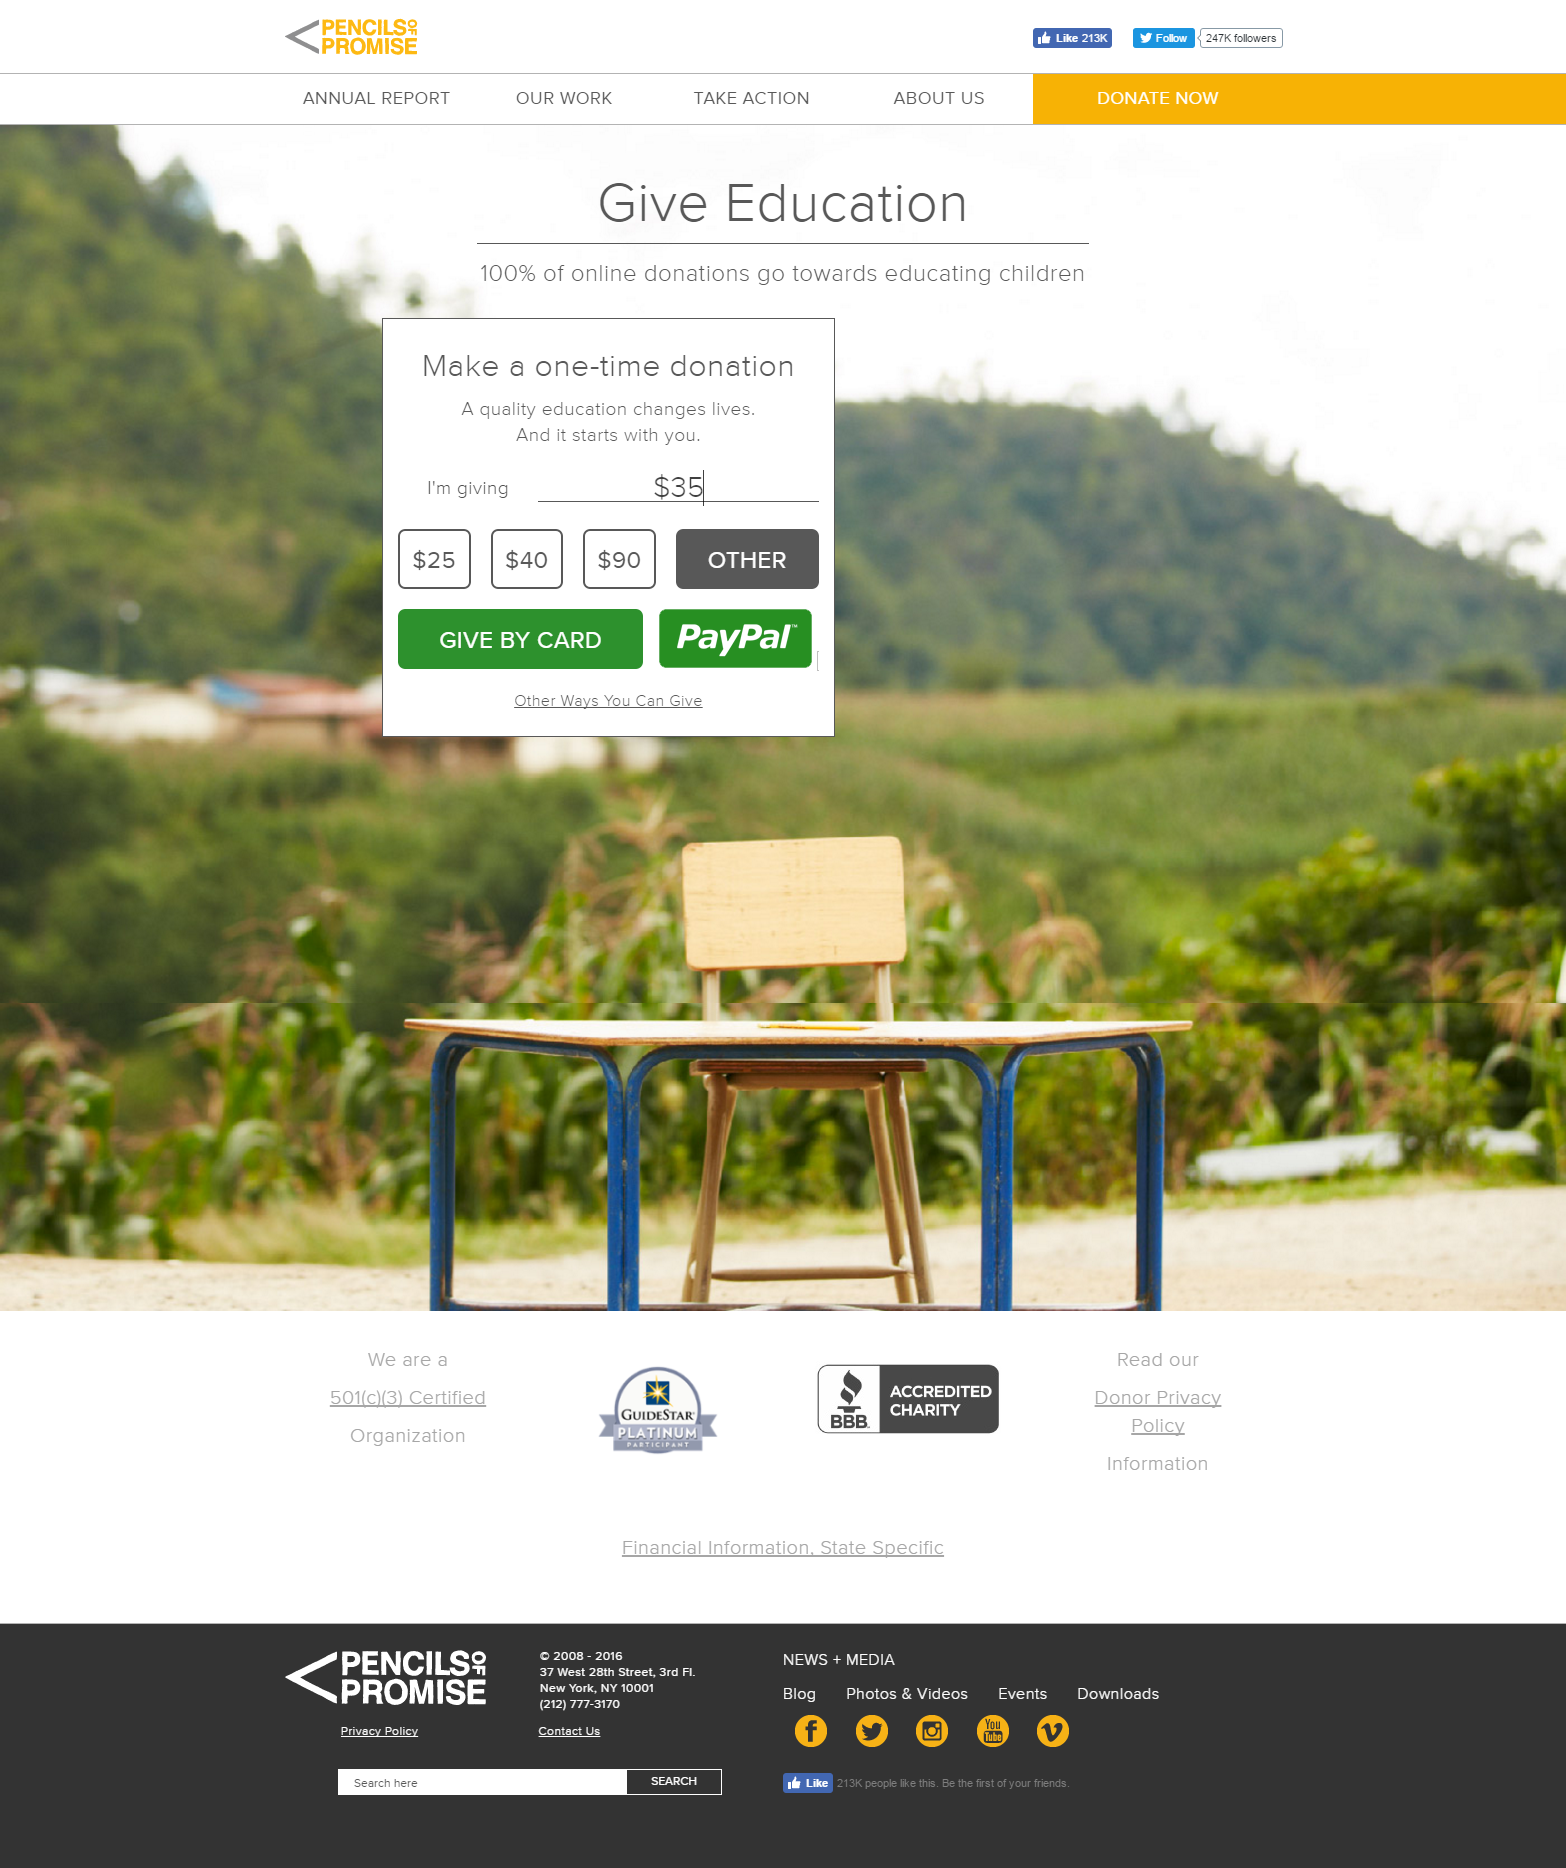 PENCILS OF
PROMISE
Like 213K
Follow
247K followers
ANNUAL REPORT
OUR WORK
TAKE ACTION
ABOUT US
DONATE NOW
Give Education
100% of online donations go towards educating children
Make a one-time donation
A quality education changes lives.
And it starts with you.
I'm giving
$35
$25
$40
$90
OTHER
GIVE BY CARD
PayPal™
Other Ways You Can Give
We are a
501(c)(3) Certified
Organization
GUIDESTAR
PLATINUM
PARTICIPANT
BBB.
ACCREDITED
CHARITY
Read our
Donor Privacy
Policy
Information
Financial Information, State Specific
PENCILS OF
PROMISE
© 2008 - 2016
37 West 28th Street, 3rd Fl.
New York, NY 10001
(212) 777-3170
Privacy Policy
Contact Us
Search here
SEARCH
NEWS + MEDIA
Blog
Photos & Videos
Events
Downloads
You
Tube
Like
213K people like this. Be the first of your friends.